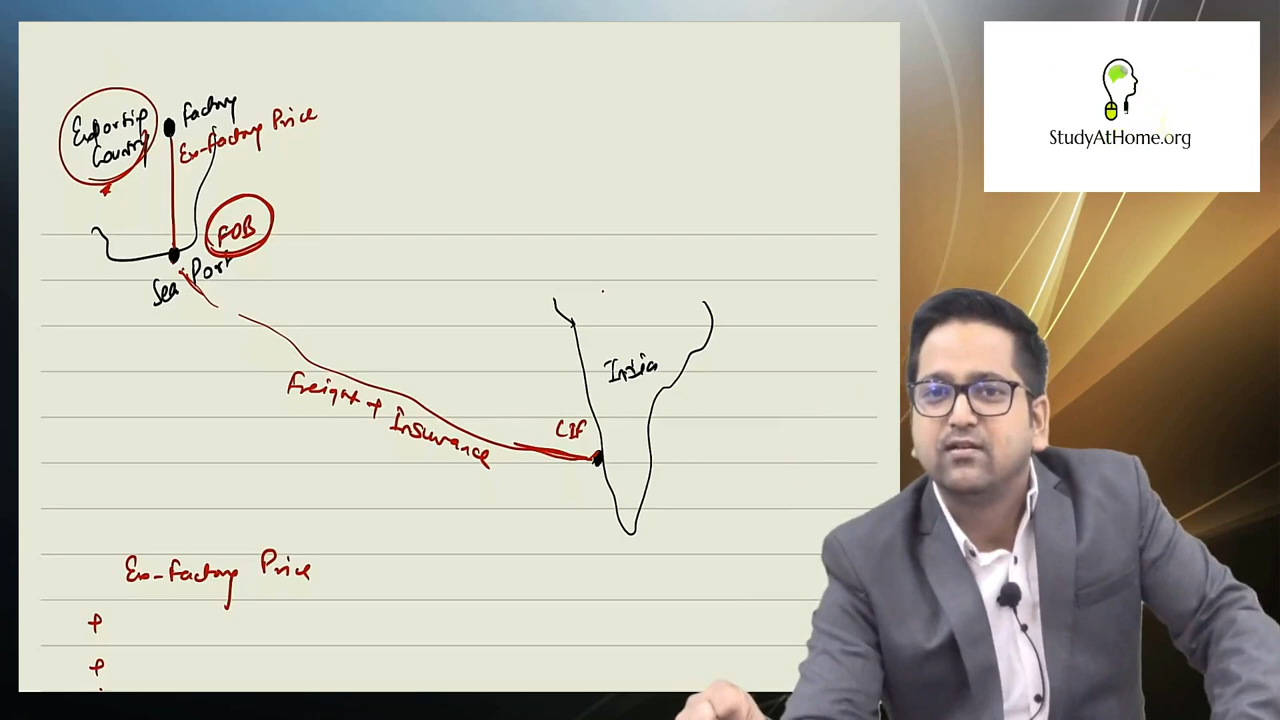 Exporting
Country
Factory
Ex-Factory Price
FOB
Sea Port
Freight + Insurance
CIF
India
Ex-Factory Price
+
+
StudyAtHome.org